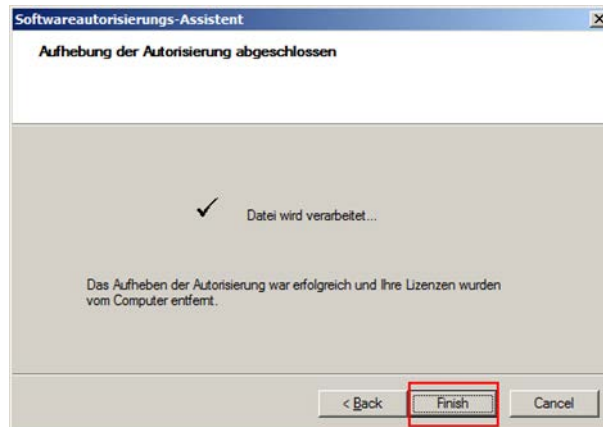 Softwareautorisierungs-Assistent
Aufhebung der Autorisierung abgeschlossen
Datei wird verarbeitet...
Das Aufheben der Autorisierung war erfolgreich und Ihre Lizenzen wurden
vom Computer entfernt.
< Back Finish Cancel